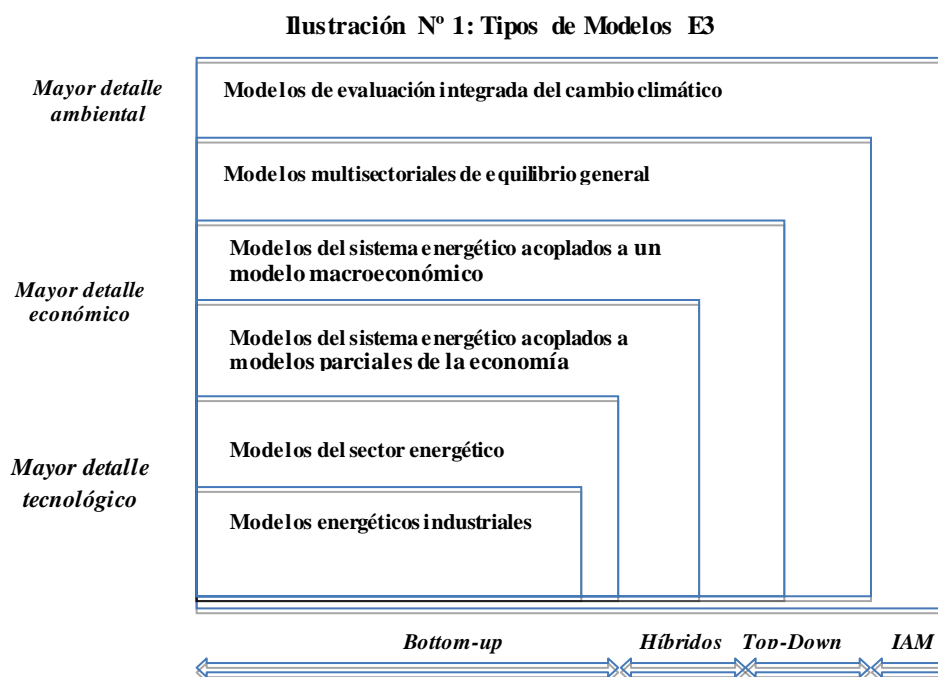 Ilustración Nº 1: Tipos de Modelos E3
Mayor detalle
ambiental
Modelos de evaluación integrada del cambio climático
Modelos multisectoriales de equilibrio general
Modelos del sistema energético acoplados a un
modelo macroeconómico
Mayor detalle
económico
Modelos del sistema energético acoplados a
modelos parciales de la economía
Mayor detalle
tecnológico
Modelos del sector energético
Modelos energéticos industriales
Bottom-up
Híbridos
Top-Down
IAM